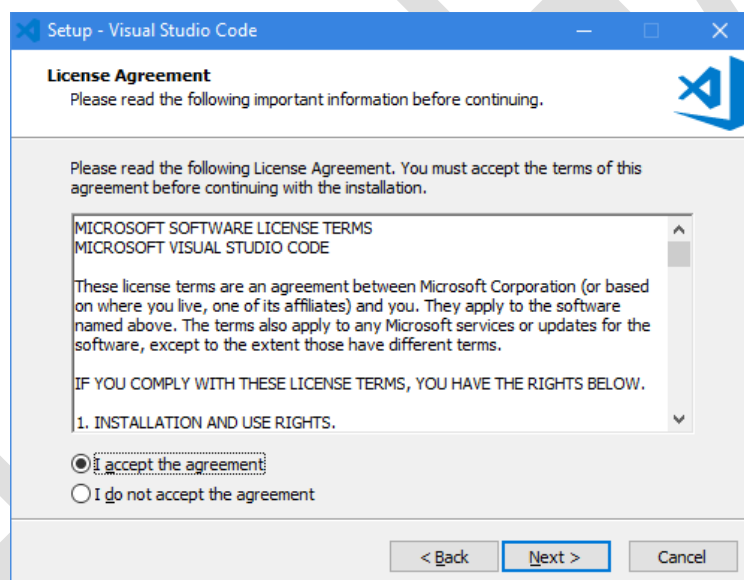 Setup - Visual Studio Code
License Agreement
Please read the following important information before continuing.
Please read the following License Agreement. You must accept the terms of this
agreement before continuing with the installation.
MICROSOFT SOFTWARE LICENSE TERMS
MICROSOFT VISUAL STUDIO CODE
These license terms are an agreement between Microsoft Corporation (or based
on where you live, one of its affiliates) and you. They apply to the software
named above. The terms also apply to any Microsoft services or updates for the
software, except to the extent those have different terms.
IF YOU COMPLY WITH THESE LICENSE TERMS, YOU HAVE THE RIGHTS BELOW.
1. INSTALLATION AND USE RIGHTS.
I accept the agreement
I do not accept the agreement
< Back Next > Cancel